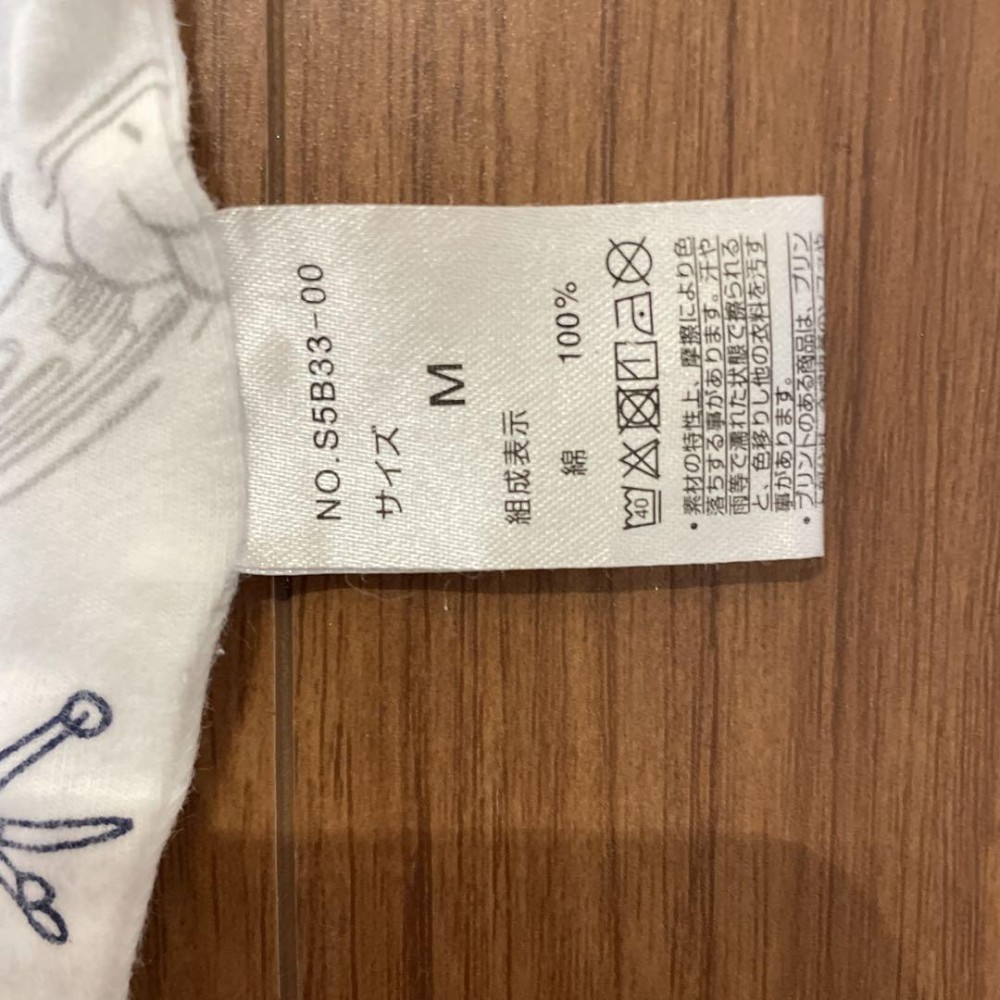 NO.S5B33-00
サイズ
M
組成表示
綿 100%
40
・素材の特性上、摩擦により色
落ちする事があります。汗や
雨等で濡れた状態で擦られる
と、色移りし他の衣料を汚す
事があります。
・プリントのある商品は、プリン